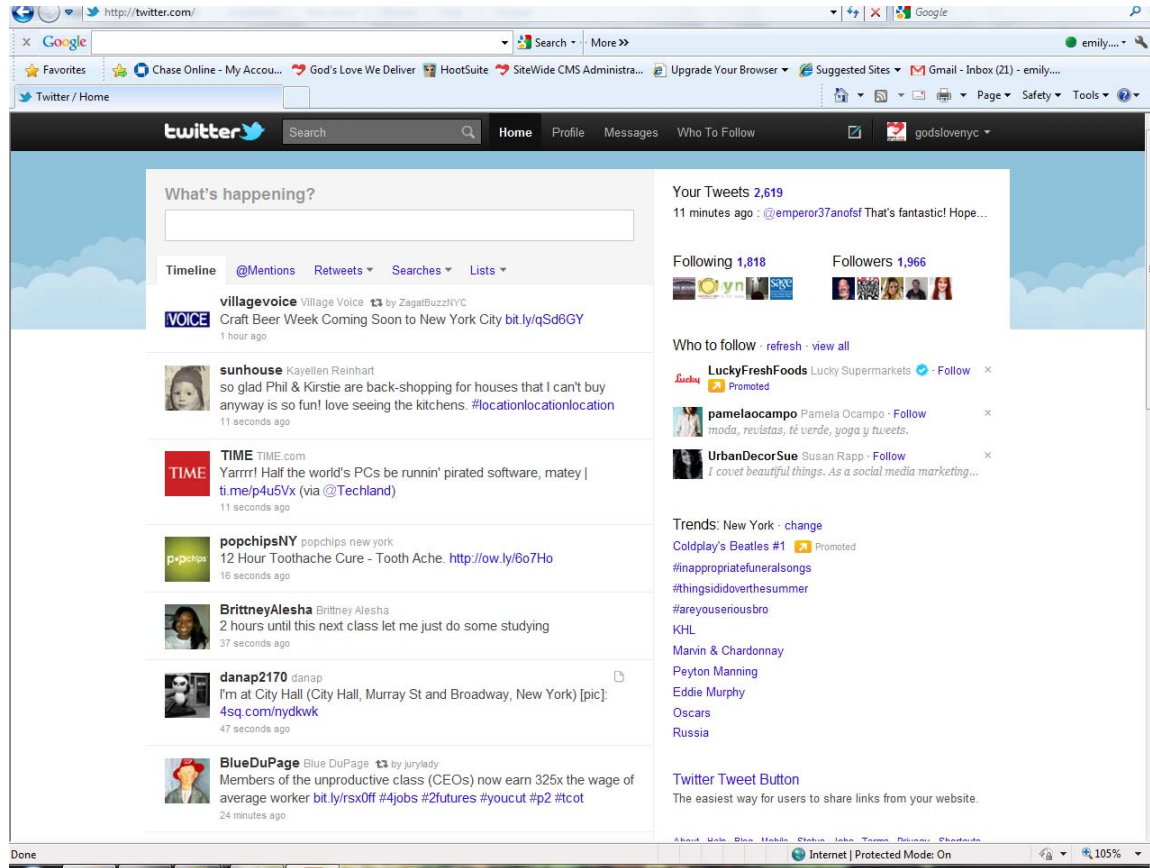 http://twitter.com/
Google
x Google
Search
More >>
emily....
Favorites
Chase Online - My Accou...
God's Love We Deliver
HootSuite
SiteWide CMS Administra...
Upgrade Your Browser
Suggested Sites
Gmail - Inbox (21) - emily....
Twitter / Home
Page
Safety
Tools
twitter
Search
Home
Profile
Messages
Who To Follow
godslovenyc
What's happening?
Timeline
@Mentions
Retweets
Searches
Lists
VOICE
villagevoice Village Voice by ZagatBuzzNYC
Craft Beer Week Coming Soon to New York City bit.ly/qSd6GY
1 hour ago
sunhouse Kayellen Reinhart
so glad Phil & Kirstie are back-shopping for houses that I can't buy
anyway is so fun! love seeing the kitchens. #locationlocationlocation
11 seconds ago
TIME
TIME TIME.com
Yarrrr! Half the world's PCs be runnin' pirated software, matey |
ti.me/p4u5Vx (via @Techland)
11 seconds ago
popchips
popchipsNY popchips new york
12 Hour Toothache Cure - Tooth Ache. http://ow.ly/6o7Ho
16 seconds ago
BrittneyAlesha Brittney Alesha
2 hours until this next class let me just do some studying
37 seconds ago
danap2170 danap
I'm at City Hall (City Hall, Murray St and Broadway, New York) [pic]:
4sq.com/nydkwk
47 seconds ago
BlueDuPage Blue DuPage by jurylady
Members of the unproductive class (CEOs) now earn 325x the wage of
average worker bit.ly/rsx0ff #4jobs #2futures #youcut #p2 #tcot
24 minutes ago
Your Tweets 2,619
11 minutes ago : @emperor37anofsf That's fantastic! Hope...
Following 1,818
Followers 1,966
yn
sage
Who to follow · refresh · view all
Lucky
LuckyFreshFoods Lucky Supermarkets · Follow ×
Promoted
pamelaocampo Pamela Ocampo · Follow ×
moda, revistas, té verde, yoga y tweets.
UrbanDecorSue Susan Rapp · Follow ×
I covet beautiful things. As a social media marketing...
Trends: New York · change
Coldplay's Beatles #1 Promoted
#inappropriatefuneralsongs
#thingsididoverthesummer
#areyouseriousbro
KHL
Marvin & Chardonnay
Peyton Manning
Eddie Murphy
Oscars
Russia
Twitter Tweet Button
The easiest way for users to share links from your website.
About Help Blog Mobile Status Jobs Terms Privacy Shortcuts
Done
Internet | Protected Mode: On
105%